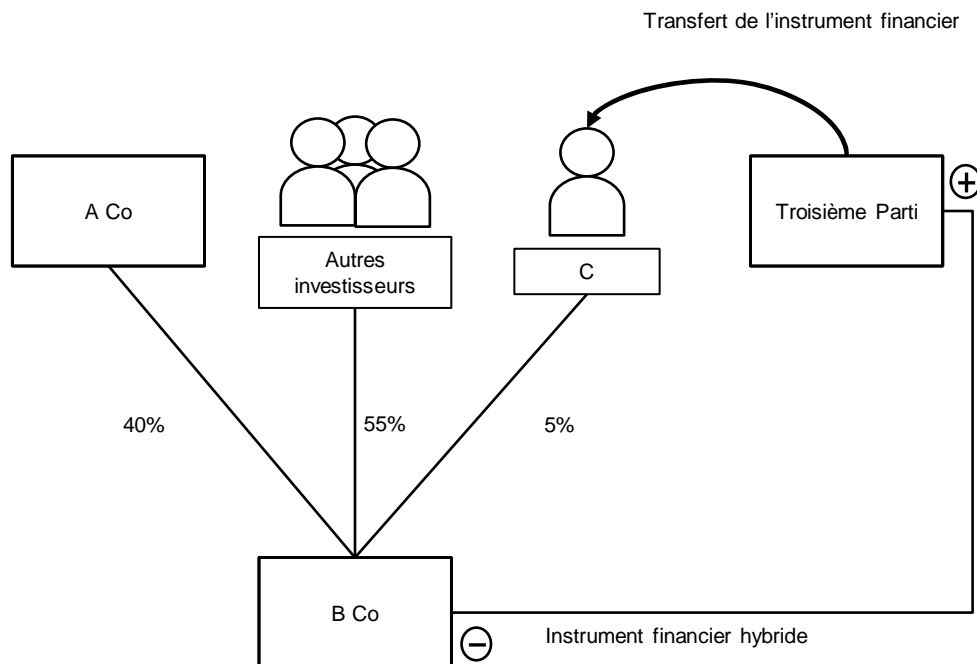 Transfert de l’instrument financier
A Co
Autres
investisseurs
C
Troisième Parti
+
40%
55%
5%
B Co
−
Instrument financier hybride